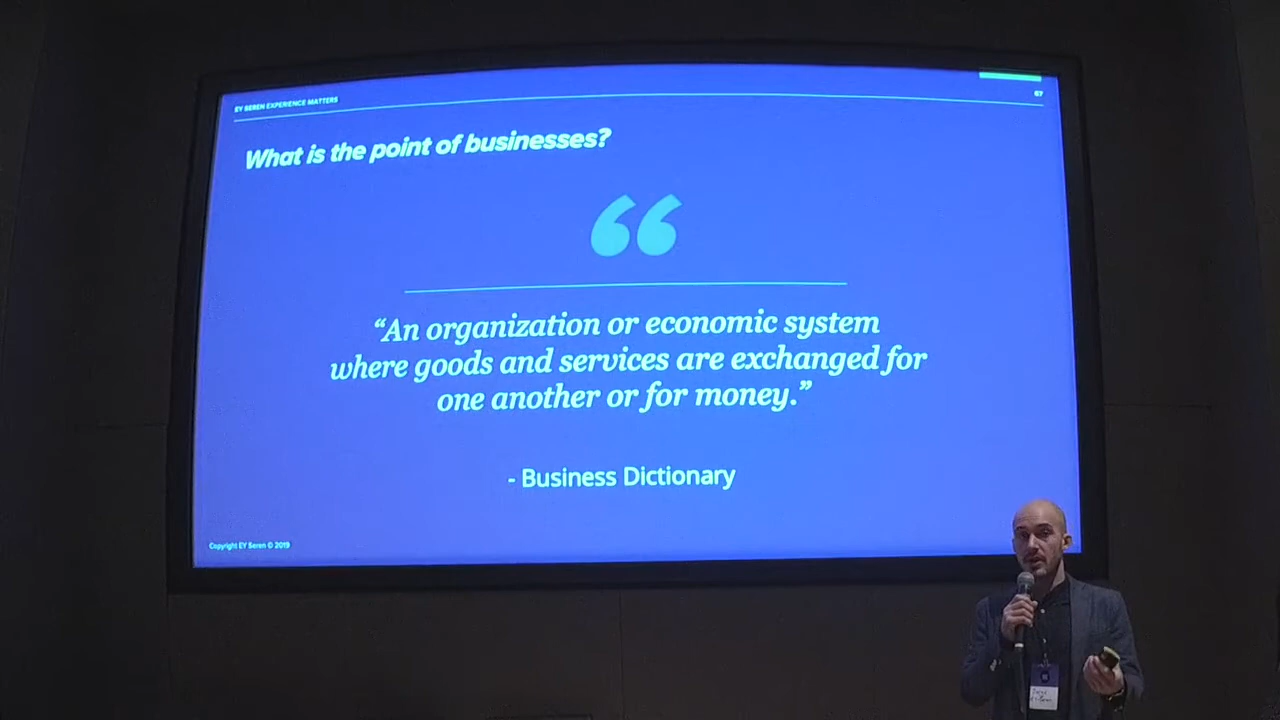 EY SEREN EXPERIENCE MATTERS
67
What is the point of businesses?
“
“An organization or economic system
where goods and services are exchanged for
one another or for money.”
- Business Dictionary
Copyright EY Seren © 2019